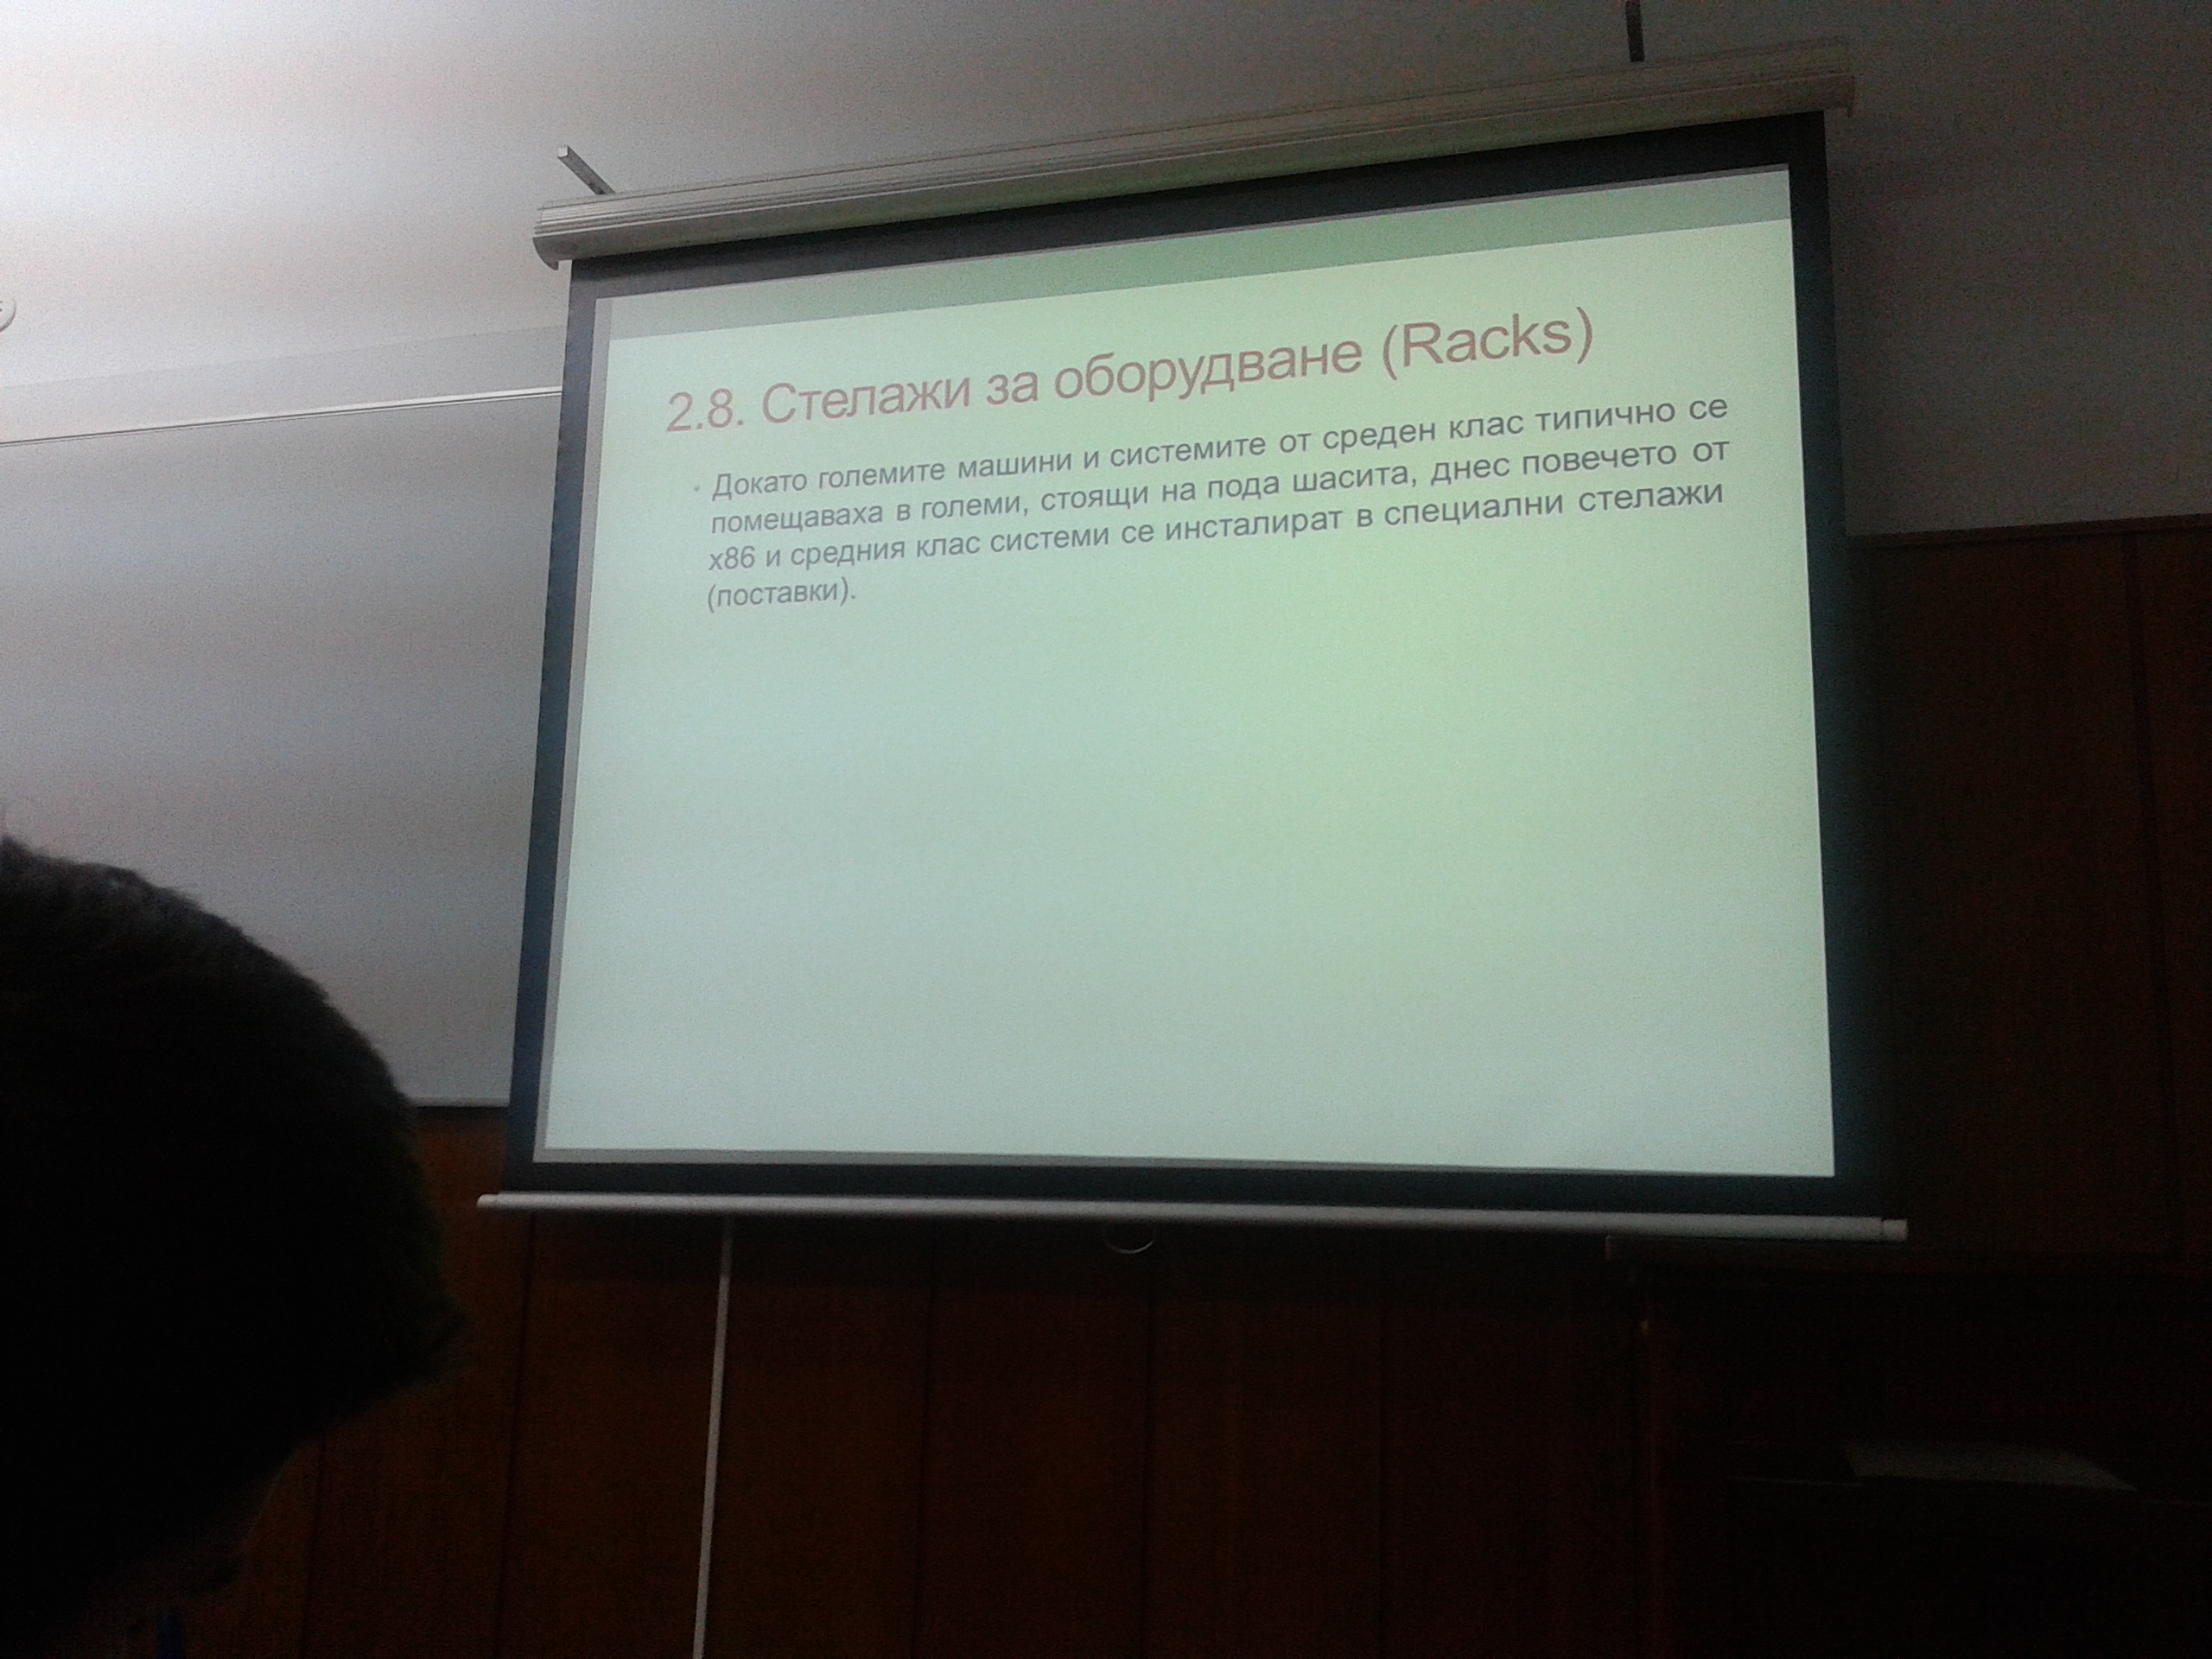 2.8. Стелажи за оборудване (Racks)
• Докато големите машини и системите от среден клас типично се
помещаваха в големи, стоящи на пода шасита, днес повечето от
x86 и средния клас системи се инсталират в специални стелажи
(поставки).